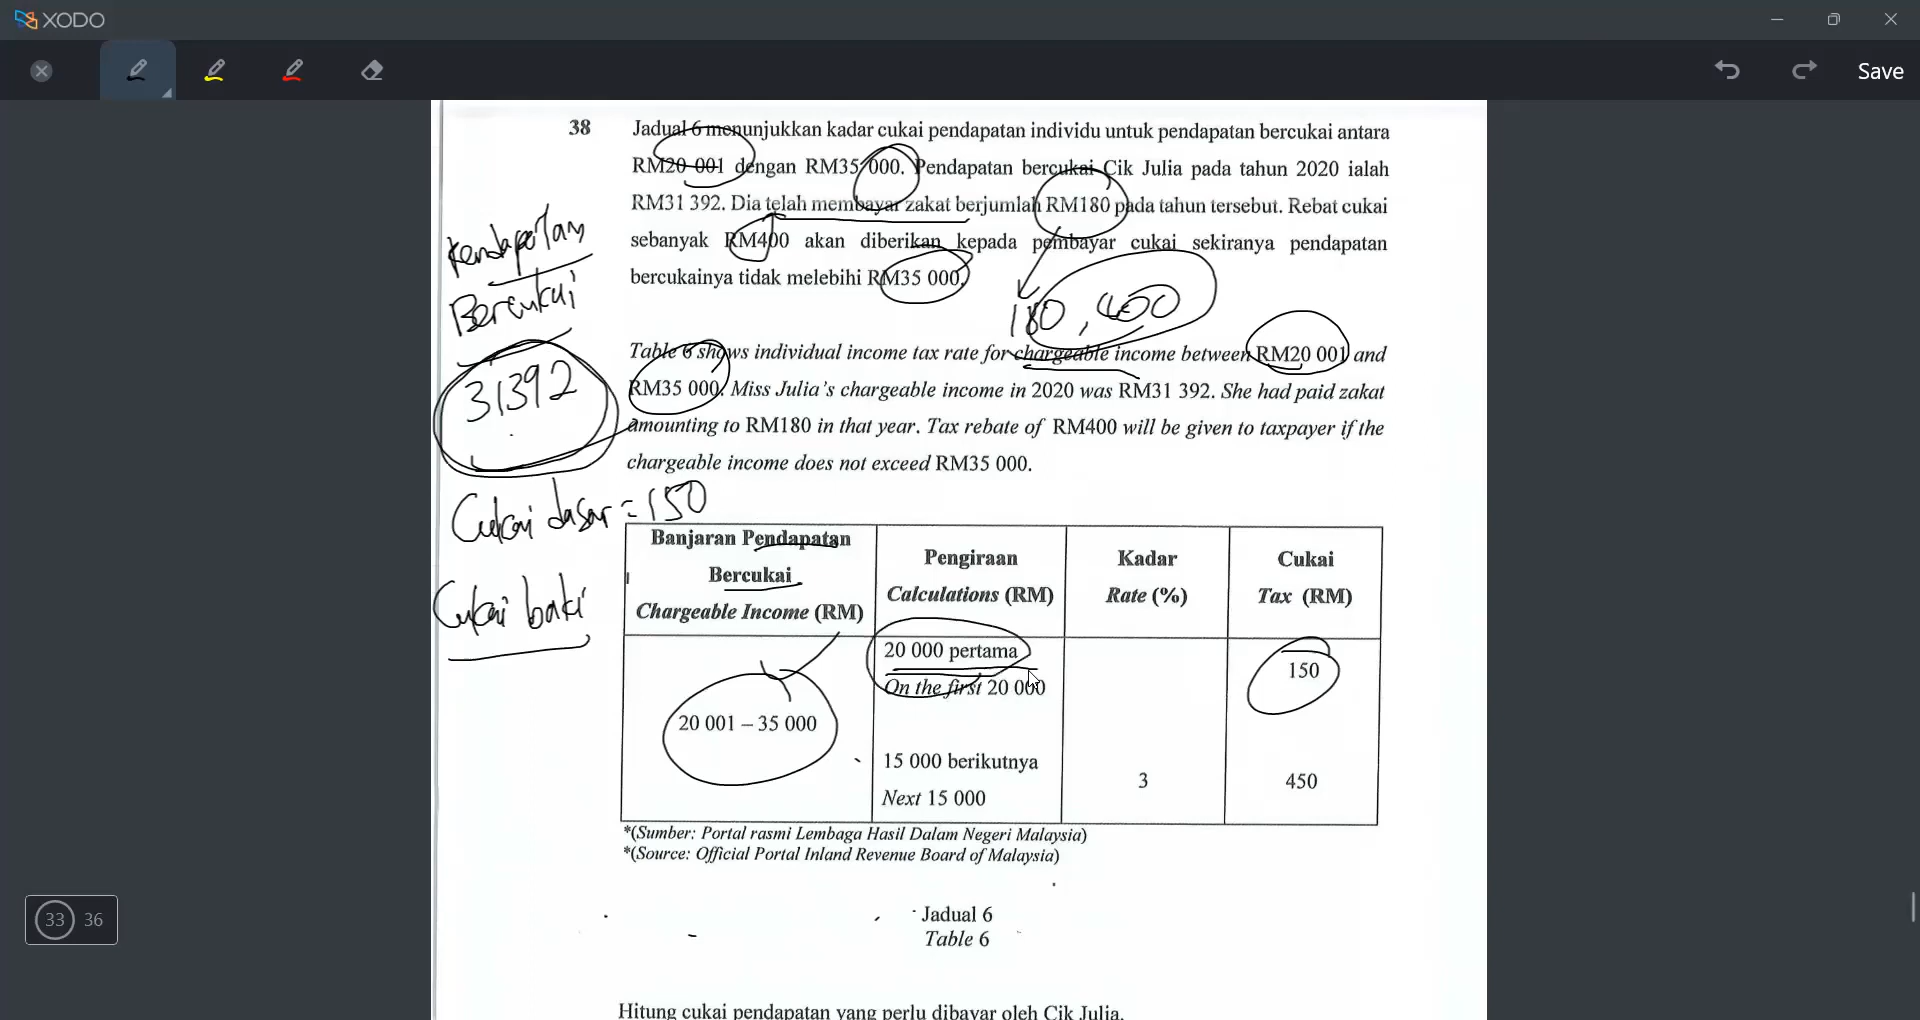 XODO
Save
38 Jadual 6 menunjukkan kadar cukai pendapatan individu untuk pendapatan bercukai antara
RM20 001 dengan RM35 000. Pendapatan bercukai Cik Julia pada tahun 2020 ialah
RM31 392. Dia telah membayar zakat berjumlah RM180 pada tahun tersebut. Rebat cukai
sebanyak RM400 akan diberikan kepada pembayar cukai sekiranya pendapatan
bercukainya tidak melebihi RM35 000.
Bercukai
180, 400
Table 6 shows individual income tax rate for chargeable income between RM20 001 and
RM35 000. Miss Julia's chargeable income in 2020 was RM31 392. She had paid zakat
amounting to RM180 in that year. Tax rebate of RM400 will be given to taxpayer if the
chargeable income does not exceed RM35 000.
31392
Cukai dasar = 150
Cukai baki
Banjaran Pendapatan
Bercukai
Chargeable Income (RM)
Pengiraan
Calculations (RM)
Kadar
Rate (%)
Cukai
Tax (RM)
20 001 – 35 000
20 000 pertama
On the first 20 000
150
15 000 berikutnya
Next 15 000
3
450
*(Sumber: Portal rasmi Lembaga Hasil Dalam Negeri Malaysia)
*(Source: Official Portal Inland Revenue Board of Malaysia)
33 36
Jadual 6
Table 6
Hitung cukai pendapatan yang perlu dibayar oleh Cik Julia.